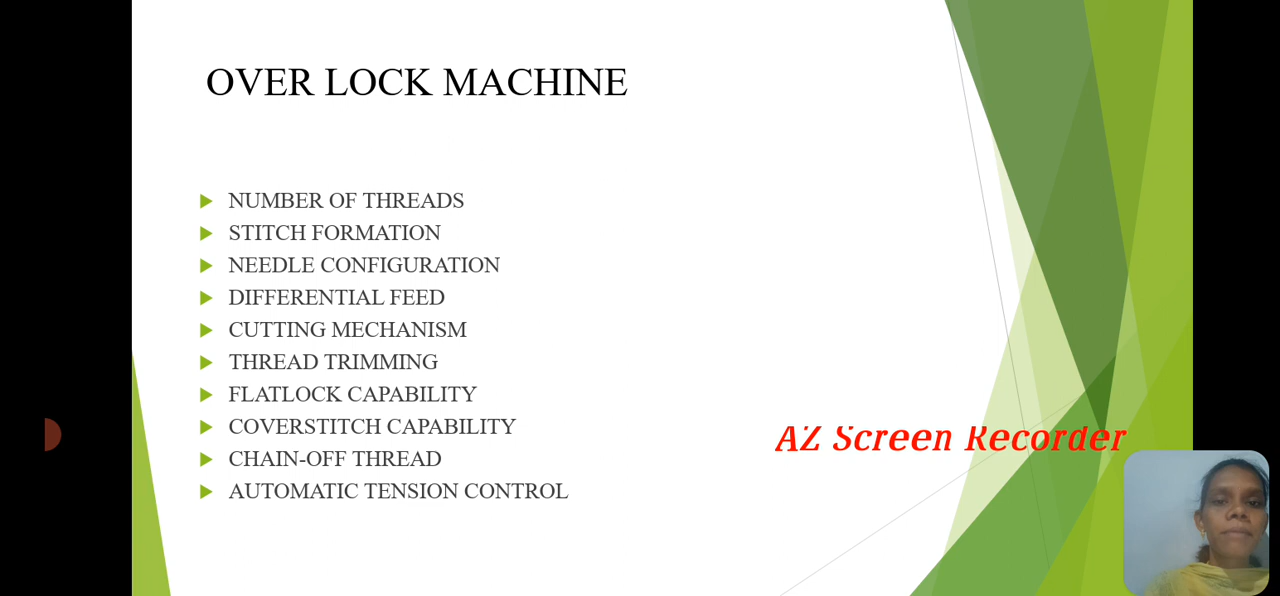 OVER LOCK MACHINE
NUMBER OF THREADS
STITCH FORMATION
NEEDLE CONFIGURATION
DIFFERENTIAL FEED
CUTTING MECHANISM
THREAD TRIMMING
FLATLOCK CAPABILITY
COVERSTITCH CAPABILITY
CHAIN-OFF THREAD
AUTOMATIC TENSION CONTROL
AZ Screen Recorder